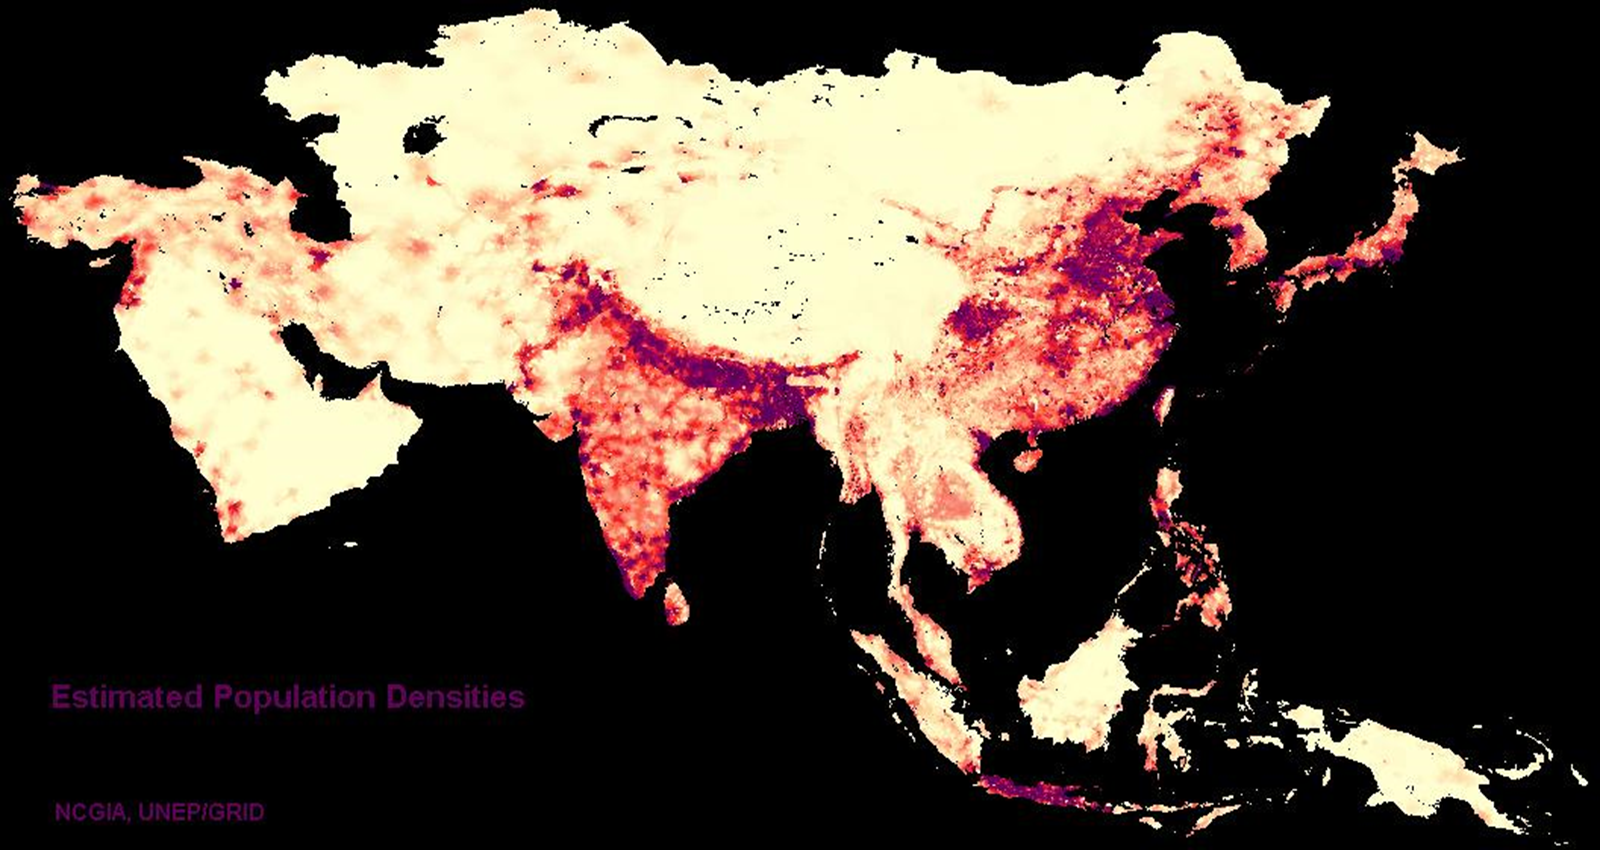 Estimated Population Densities
NCGIA, UNEP/GRID